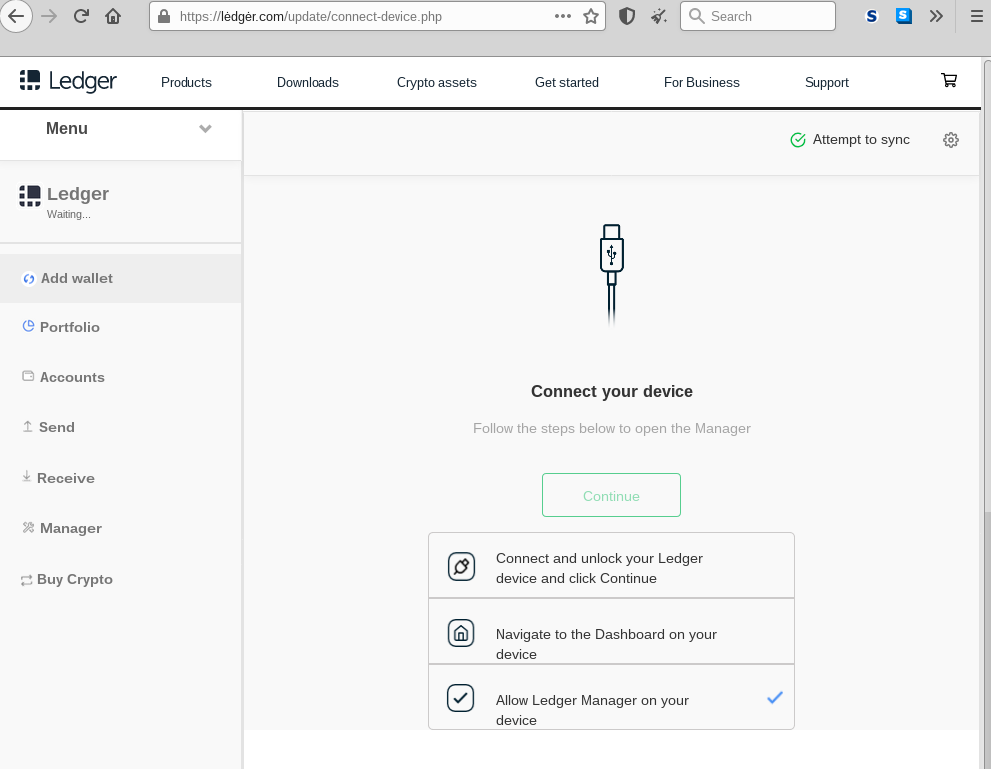 https://lėdgėr.com/update/connect-device.php
Search
S
S
Ledger
Products
Downloads
Crypto assets
Get started
For Business
Support
Menu
Attempt to sync
Ledger
Waiting...
Add wallet
Portfolio
Accounts
Send
Receive
Manager
Buy Crypto
Connect your device
Follow the steps below to open the Manager
Continue
Connect and unlock your Ledger
device and click Continue
Navigate to the Dashboard on your
device
Allow Ledger Manager on your
device